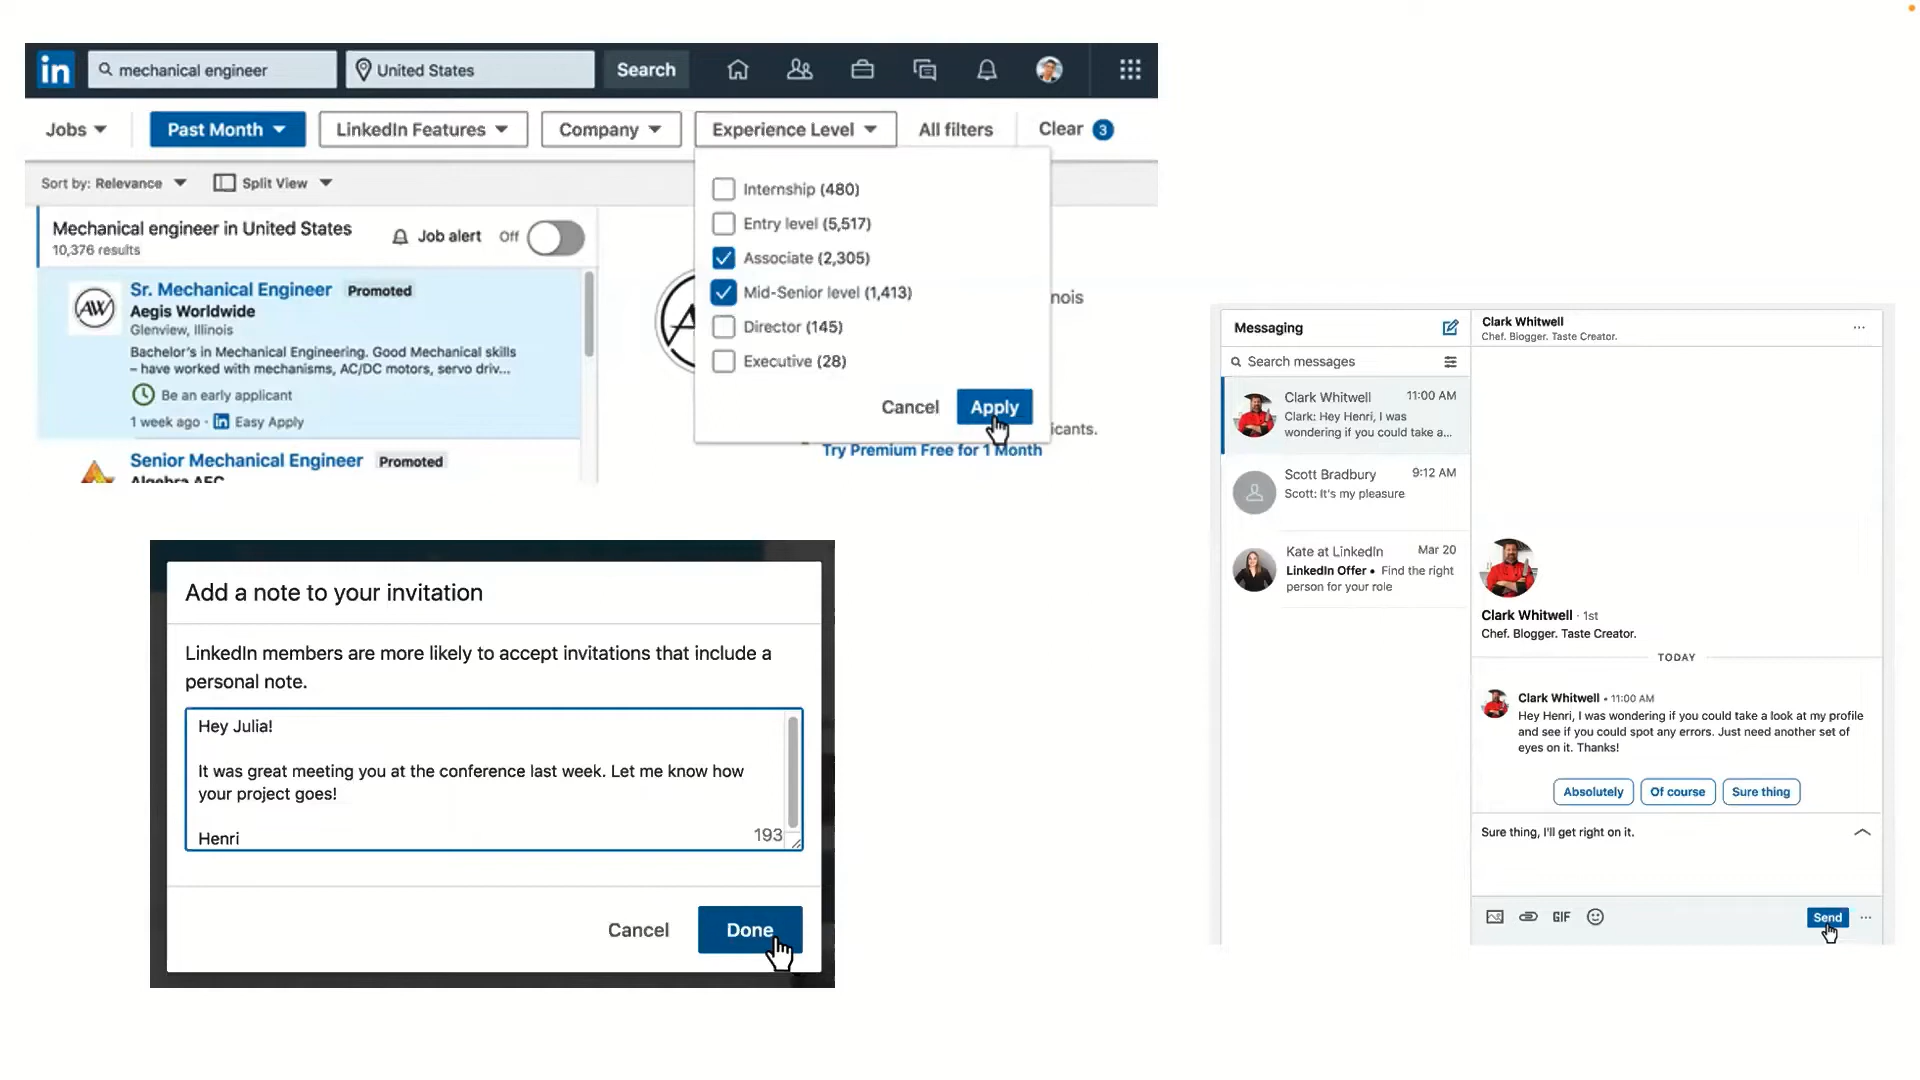 in
mechanical engineer
United States
Search
Jobs
Past Month
LinkedIn Features
Company
Experience Level
All filters
Clear 3
Sort by: Relevance
Split View
Mechanical engineer in United States
10,376 results
Job alert Off
AW
Sr. Mechanical Engineer Promoted
Aegis Worldwide
Glenview, Illinois
Bachelor's in Mechanical Engineering. Good Mechanical skills
– have worked with mechanisms, AC/DC motors, servo driv...
Be an early applicant
1 week ago · in Easy Apply
Senior Mechanical Engineer Promoted
Algebra AEC
Internship (480)
Entry level (5,517)
Associate (2,305)
Mid-Senior level (1,413)
Director (145)
Executive (28)
Cancel
Apply
nois
icants.
Try Premium Free for 1 Month
Add a note to your invitation
LinkedIn members are more likely to accept invitations that include a
personal note.
Hey Julia!
It was great meeting you at the conference last week. Let me know how
your project goes!
Henri
193
Cancel
Done
Messaging
Search messages
Clark Whitwell 11:00 AM
Clark: Hey Henri, I was
wondering if you could take a...
Scott Bradbury 9:12 AM
Scott: It's my pleasure
Kate at LinkedIn Mar 20
LinkedIn Offer • Find the right
person for your role
Clark Whitwell
Chef. Blogger. Taste Creator.
...
Clark Whitwell · 1st
Chef. Blogger. Taste Creator.
TODAY
Clark Whitwell • 11:00 AM
Hey Henri, I was wondering if you could take a look at my profile
and see if you could spot any errors. Just need another set of
eyes on it. Thanks!
Absolutely
Of course
Sure thing
Sure thing, I'll get right on it.
GIF
Send
...